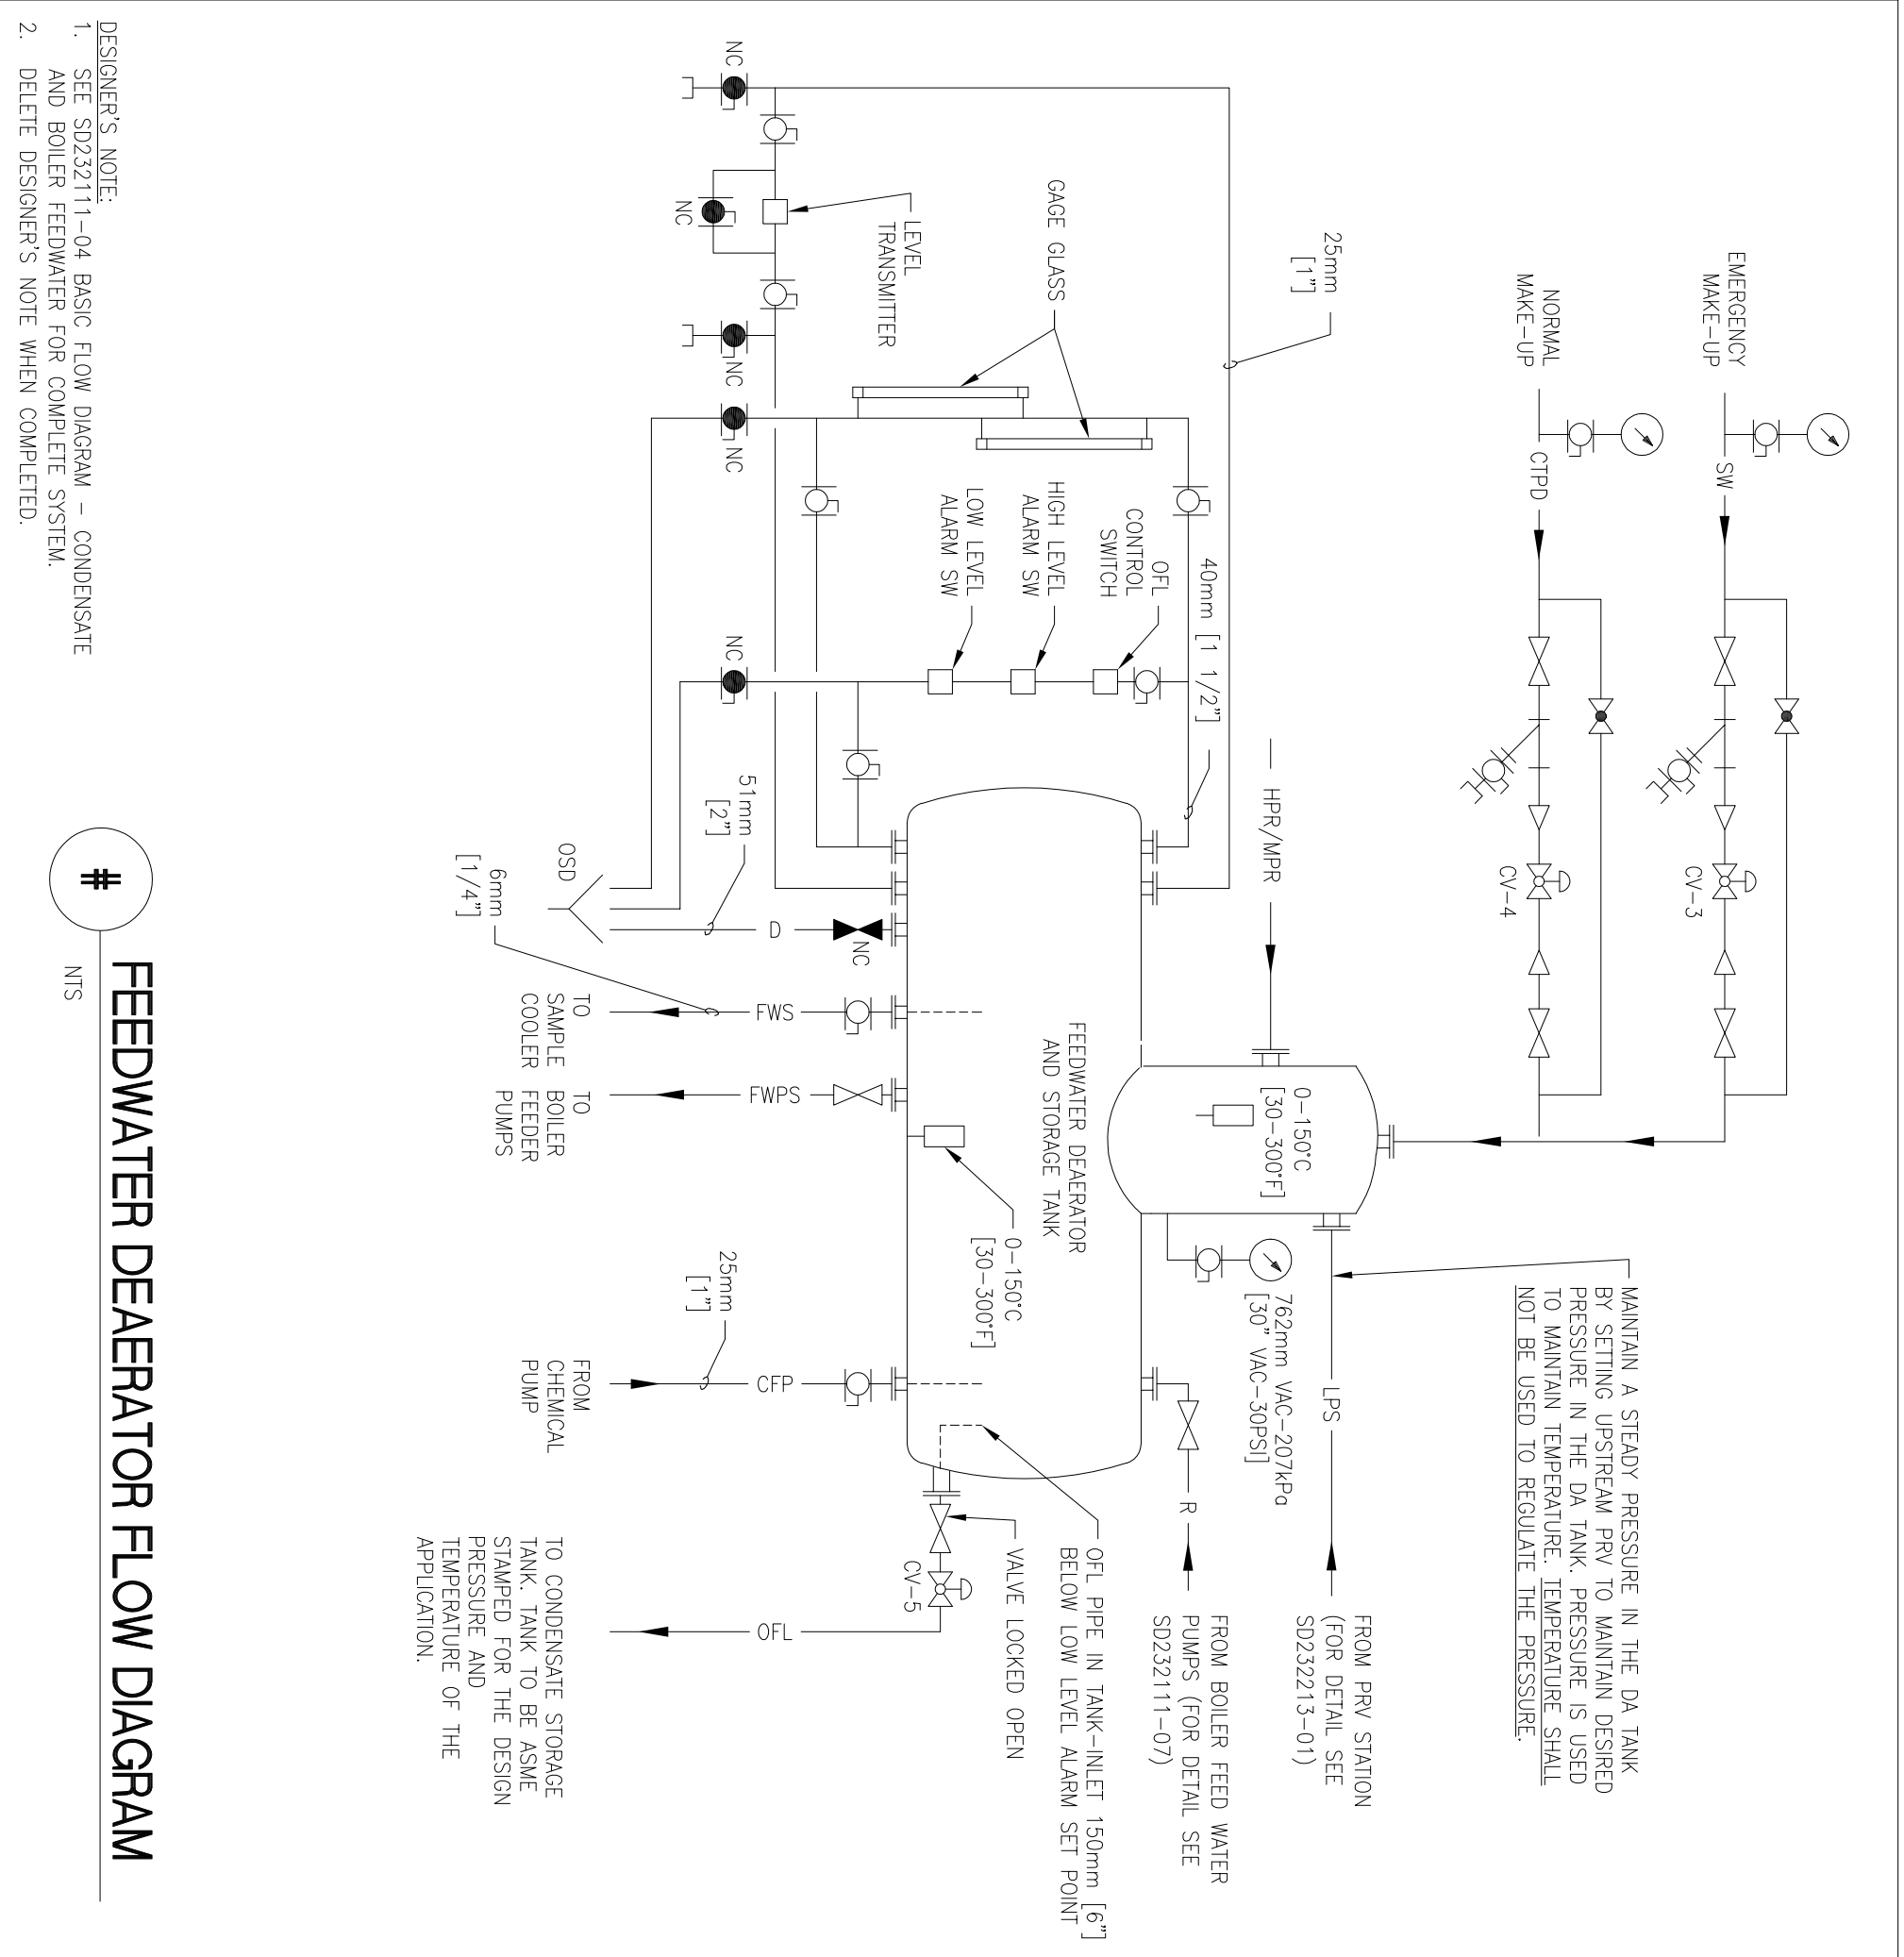 EMERGENCY
MAKE-UP
SW
CV-3
NORMAL
MAKE-UP
CTPD
CV-4
MAINTAIN A STEADY PRESSURE IN THE DA TANK
BY SETTING UPSTREAM PRV TO MAINTAIN DESIRED
PRESSURE IN THE DA TANK. PRESSURE IS USED
TO MAINTAIN TEMPERATURE. TEMPERATURE SHALL
NOT BE USED TO REGULATE THE PRESSURE.
25mm
[1"]
HPR/MPR
0-150°C
[30-300°F]
LPS
FROM PRV STATION
(FOR DETAIL SEE
SD232213-01)
762mm VAC-207kPa
[30" VAC-30PSI]
40mm [1 1/2"]
R
FROM BOILER FEED WATER
PUMPS (FOR DETAIL SEE
SD232111-07)
GAGE GLASS
OFL
CONTROL
SWITCH
HIGH LEVEL
ALARM SW
LOW LEVEL
ALARM SW
FEEDWATER DEAERATOR
AND STORAGE TANK
0-150°C
[30-300°F]
OFL PIPE IN TANK-INLET 150mm [6"]
BELOW LOW LEVEL ALARM SET POINT
VALVE LOCKED OPEN
CV-5
LEVEL
TRANSMITTER
NC
NC
NC
NC
NC
NC
D
FWS
FWPS
CFP
OFL
51mm
[2"]
25mm
[1"]
OSD
6mm
[1/4"]
TO
SAMPLE
COOLER
TO
BOILER
FEEDER
PUMPS
FROM
CHEMICAL
PUMP
TO CONDENSATE STORAGE
TANK. TANK TO BE ASME
STAMPED FOR THE DESIGN
PRESSURE AND
TEMPERATURE OF THE
APPLICATION.
#
FEEDWATER DEAERATOR FLOW DIAGRAM
NTS
DESIGNER'S NOTE:
1. SEE SD232111-04 BASIC FLOW DIAGRAM - CONDENSATE
AND BOILER FEEDWATER FOR COMPLETE SYSTEM.
2. DELETE DESIGNER'S NOTE WHEN COMPLETED.